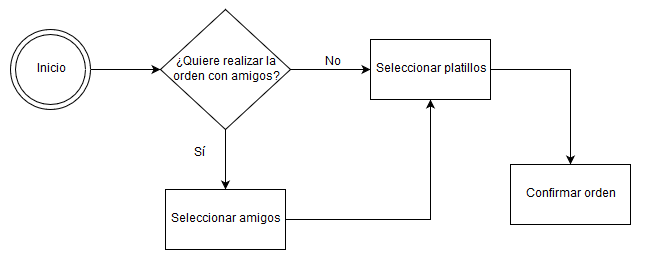 Inicio
¿Quiere realizar la
orden con amigos?
No
Seleccionar platillos
Sí
Seleccionar amigos
Confirmar orden